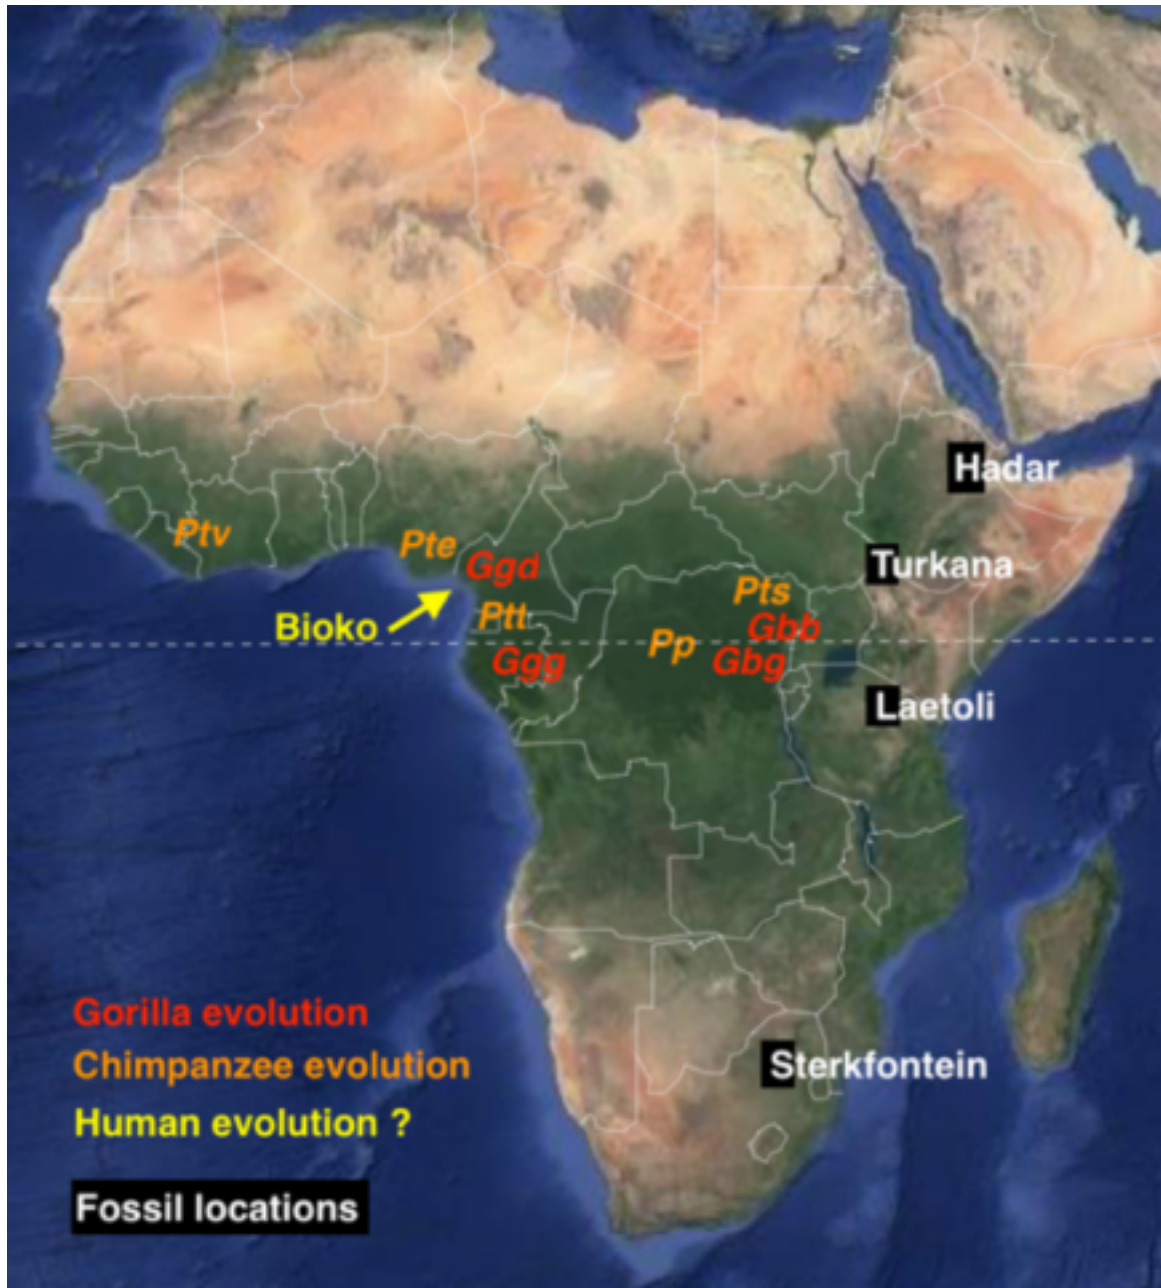 Hadar
Ptv
Pte
Ggd
Turkana
Pts
Ptt
Bioko
Gbb
Pp
Ggg
Gbg
Laetoli
Gorilla evolution
Chimpanzee evolution
Sterkfontein
Human evolution ?
Fossil locations